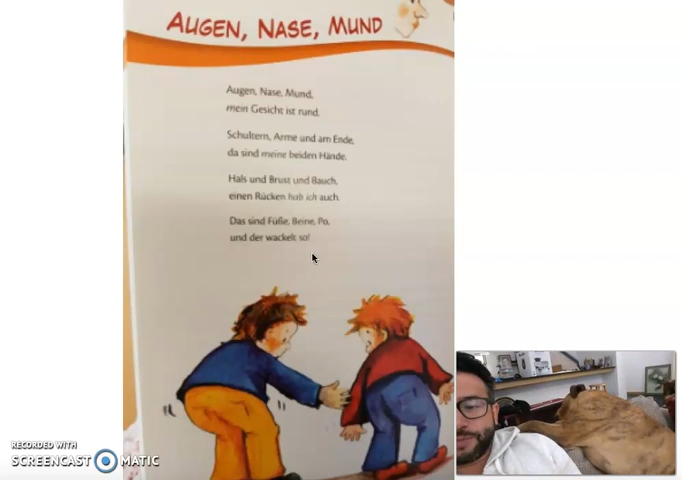 AUGEN, NASE, MUND
Augen, Nase, Mund,
mein Gesicht ist rund.
Schultern, Arme und am Ende,
da sind meine beiden Hände.
Hals und Brust und Bauch,
einen Rücken hab ich auch.
Das sind Füße, Beine, Po,
und der wackelt so!
RECORDED WITH
SCREENCAST MATIC